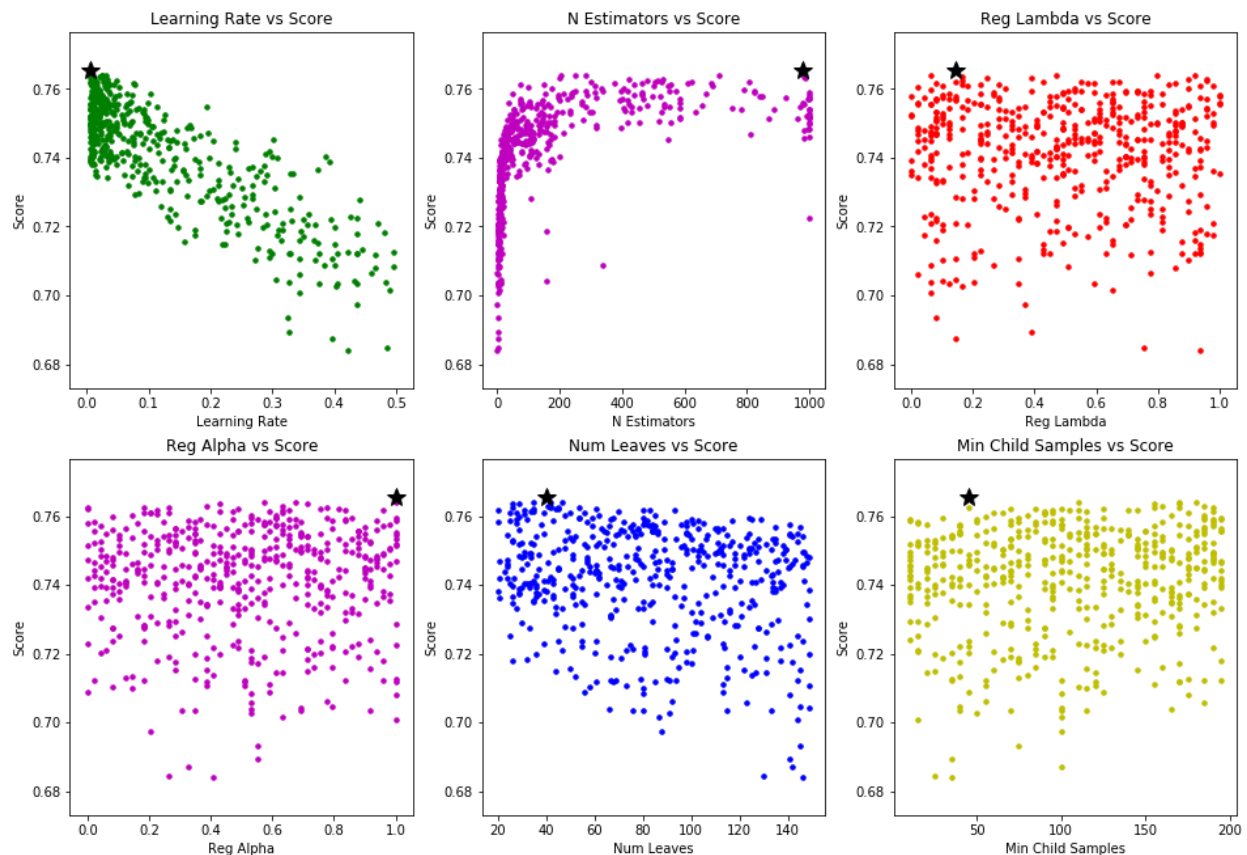 Learning Rate vs Score
0.76
0.74
0.72
0.70
0.68
Score
0.0 0.1 0.2 0.3 0.4 0.5
Learning Rate
N Estimators vs Score
0.76
0.74
0.72
0.70
0.68
Score
0 200 400 600 800 1000
N Estimators
Reg Lambda vs Score
0.76
0.74
0.72
0.70
0.68
Score
0.0 0.2 0.4 0.6 0.8 1.0
Reg Lambda
Reg Alpha vs Score
0.76
0.74
0.72
0.70
0.68
Score
0.0 0.2 0.4 0.6 0.8 1.0
Reg Alpha
Num Leaves vs Score
0.76
0.74
0.72
0.70
0.68
Score
20 40 60 80 100 120 140
Num Leaves
Min Child Samples vs Score
0.76
0.74
0.72
0.70
0.68
Score
50 100 150 200
Min Child Samples